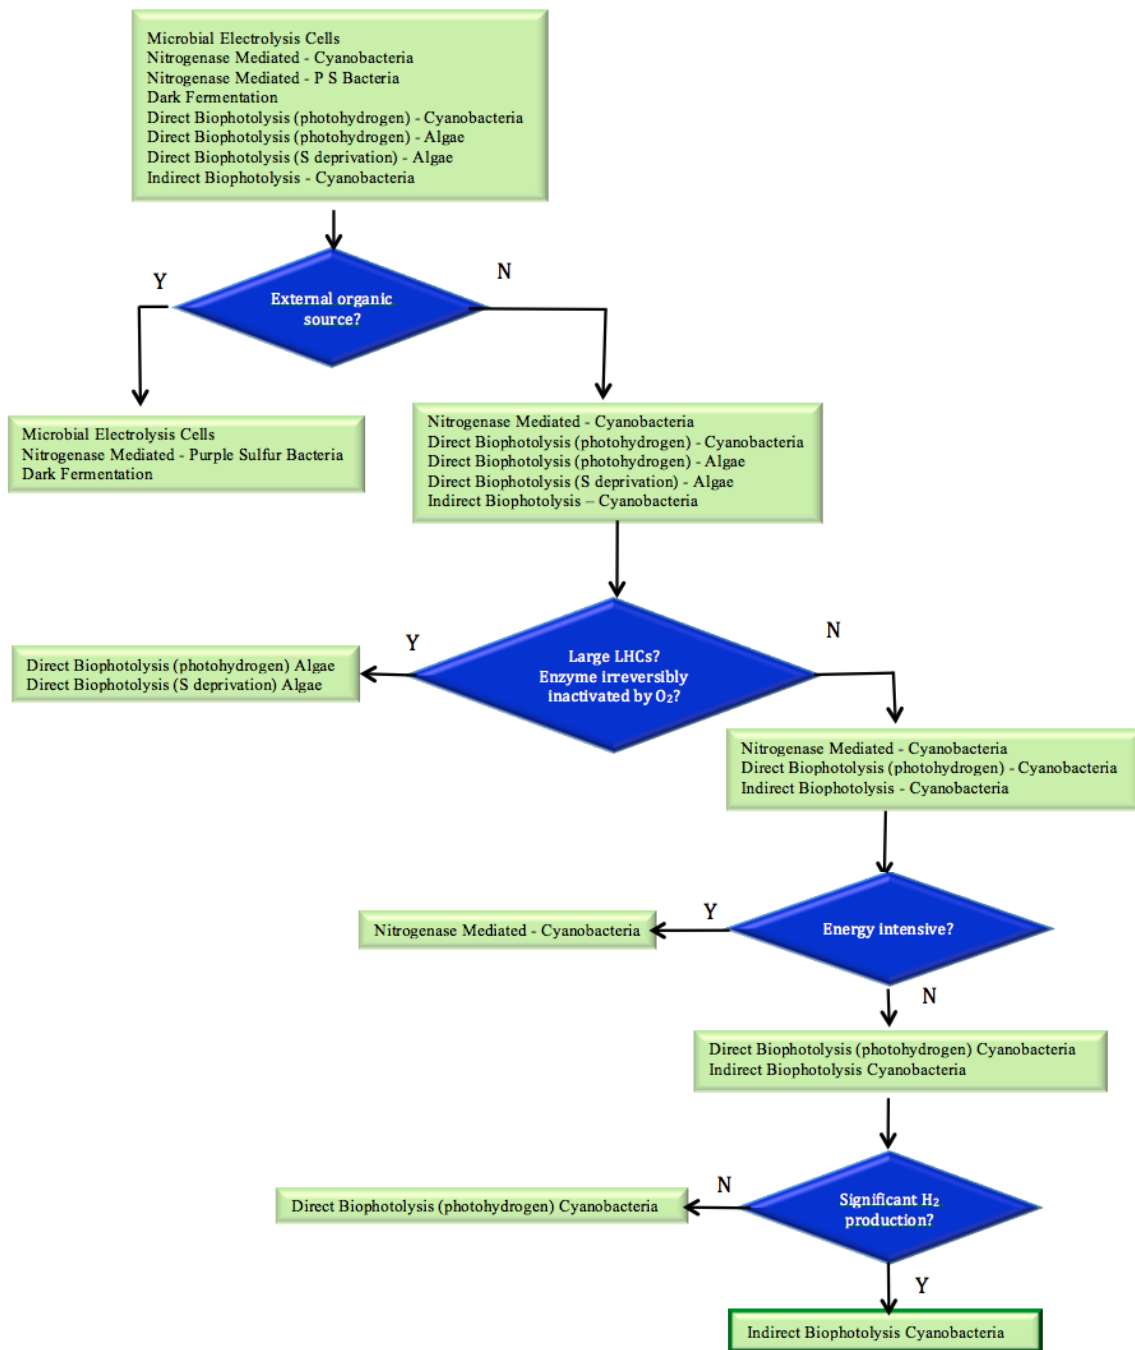 Microbial Electrolysis Cells
Nitrogenase Mediated - Cyanobacteria
Nitrogenase Mediated - P S Bacteria
Dark Fermentation
Direct Biophotolysis (photohydrogen) - Cyanobacteria
Direct Biophotolysis (photohydrogen) - Algae
Direct Biophotolysis (S deprivation) - Algae
Indirect Biophotolysis - Cyanobacteria
Y
N
External organic
source?
Microbial Electrolysis Cells
Nitrogenase Mediated - Purple Sulfur Bacteria
Dark Fermentation
Nitrogenase Mediated - Cyanobacteria
Direct Biophotolysis (photohydrogen) - Cyanobacteria
Direct Biophotolysis (photohydrogen) - Algae
Direct Biophotolysis (S deprivation) - Algae
Indirect Biophotolysis – Cyanobacteria
Y
N
Large LHCs?
Enzyme irreversibly
inactivated by O₂?
Direct Biophotolysis (photohydrogen) Algae
Direct Biophotolysis (S deprivation) Algae
Nitrogenase Mediated - Cyanobacteria
Direct Biophotolysis (photohydrogen) - Cyanobacteria
Indirect Biophotolysis - Cyanobacteria
Y
Energy intensive?
Nitrogenase Mediated - Cyanobacteria
N
Direct Biophotolysis (photohydrogen) Cyanobacteria
Indirect Biophotolysis Cyanobacteria
N
Significant H₂
production?
Direct Biophotolysis (photohydrogen) Cyanobacteria
Y
Indirect Biophotolysis Cyanobacteria